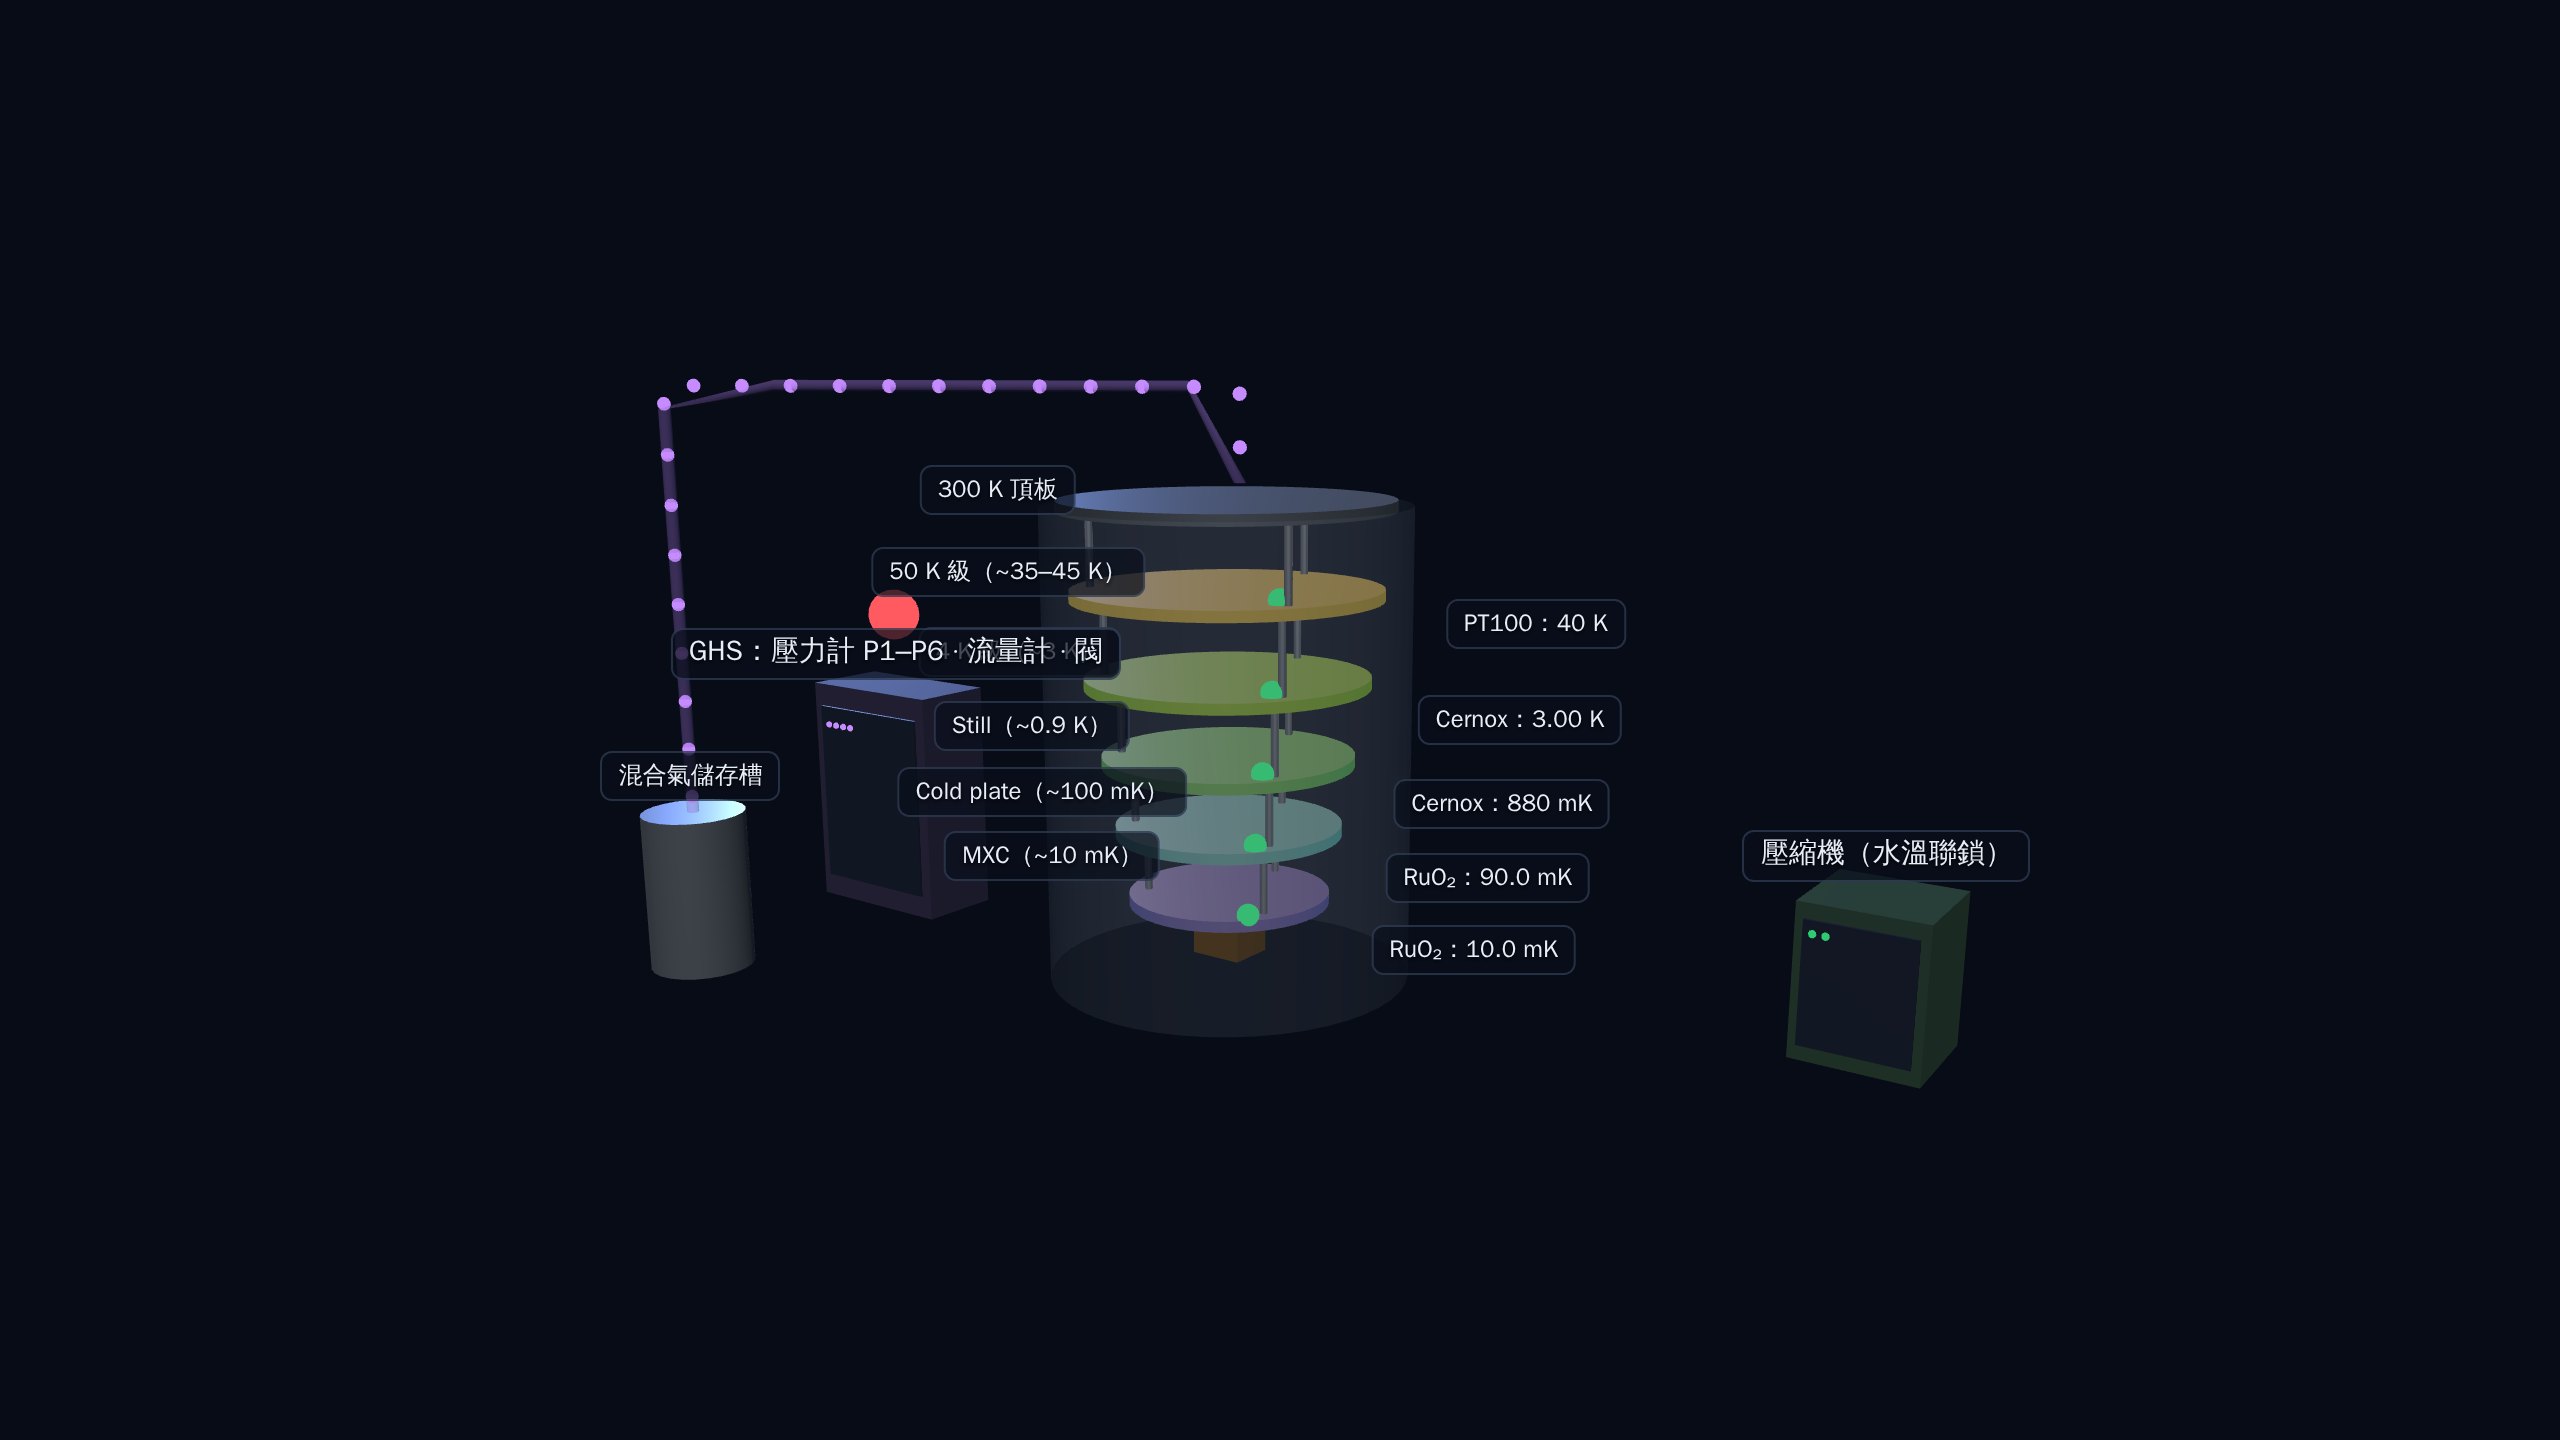 300 K 頂板
50 K 級（~35–45 K）
PT100：40 K
GHS：壓力計 P1–P6 · 流量計 · 閥
Still（~0.9 K）
Cernox：3.00 K
混合氣儲存槽
Cold plate（~100 mK）
Cernox：880 mK
MXC（~10 mK）
壓縮機（水溫聯鎖）
RuO₂：90.0 mK
RuO₂：10.0 mK